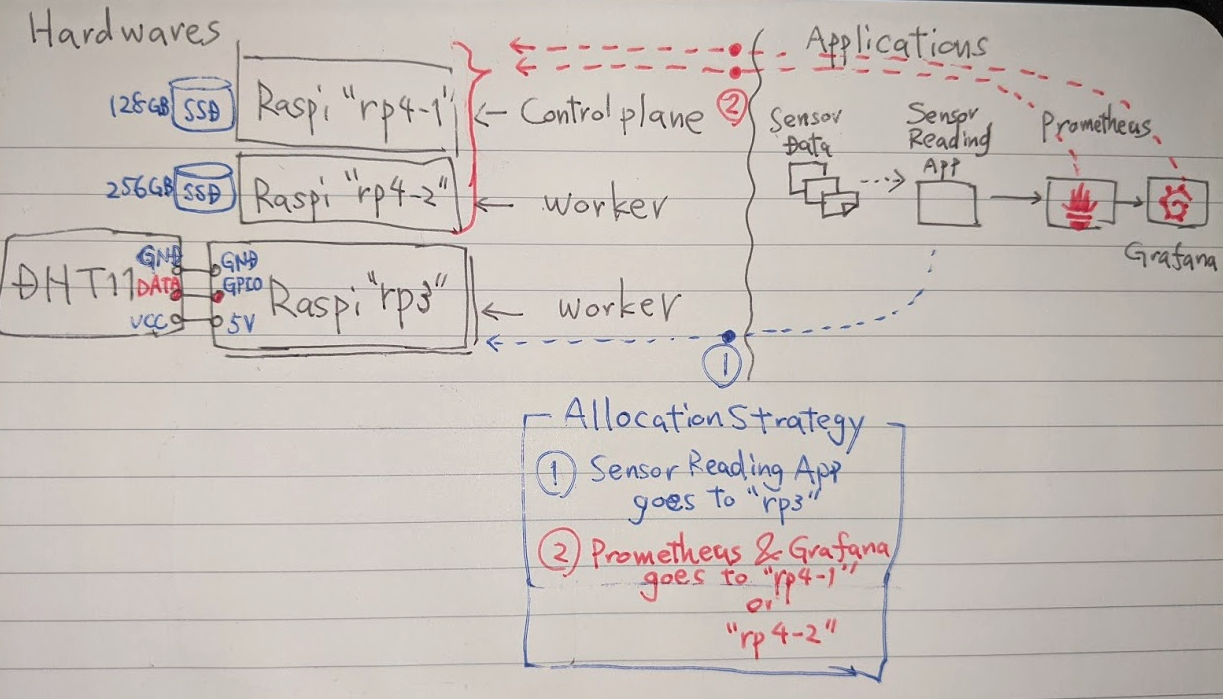 Hardwares
128GB SSD
Raspi "rp4-1"
← Control plane
256GB SSD
Raspi "rp4-2"
← worker
DHT11
GND
DATA
VCC
GND
GPIO
5V
Raspi "rp3"
← worker
②
①
Applications
Sensor
Data
Sensor
Reading
App
Prometheus
Grafana
Allocation Strategy
① Sensor Reading App
goes to "rp3"
② Prometheus & Grafana
goes to "rp4-1"
or
"rp4-2"